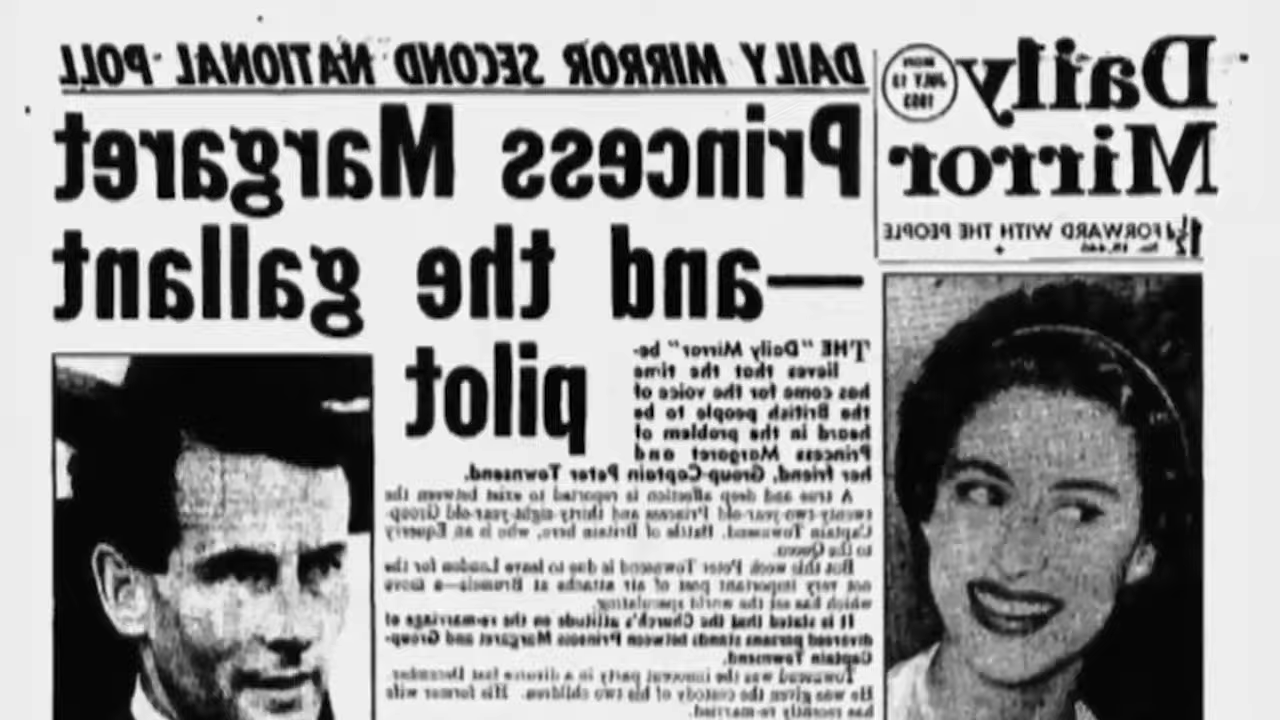 Daily
Mirror
MON
JULY 13
1953
1½d
FORWARD WITH THE PEOPLE
DAILY MIRROR SECOND NATIONAL POLL
Princess Margaret
—and the gallant
pilot
THE "Daily Mirror" be-
lieves that the time
has come for the voice of
the British people to be
heard in the problem of
Princess Margaret and
her friend, Group-Captain Peter Townsend.
A true and deep affection is reported to exist between the
twenty-two-year-old Princess and thirty-eight-year-old Group-
Captain Townsend, Battle of Britain hero, who is an Equerry
to the Queen.
But this week Peter Townsend is due to leave London for the
not very important post of air attache at Brussels—a move
which has set the world speculating.
It is stated that the Church's attitude on the re-marriage of
divorced persons stands between Princess Margaret and Group-
Captain Townsend.
Townsend was the innocent party in a divorce last December.
He was given the custody of his two children. His former wife
has recently re-married.